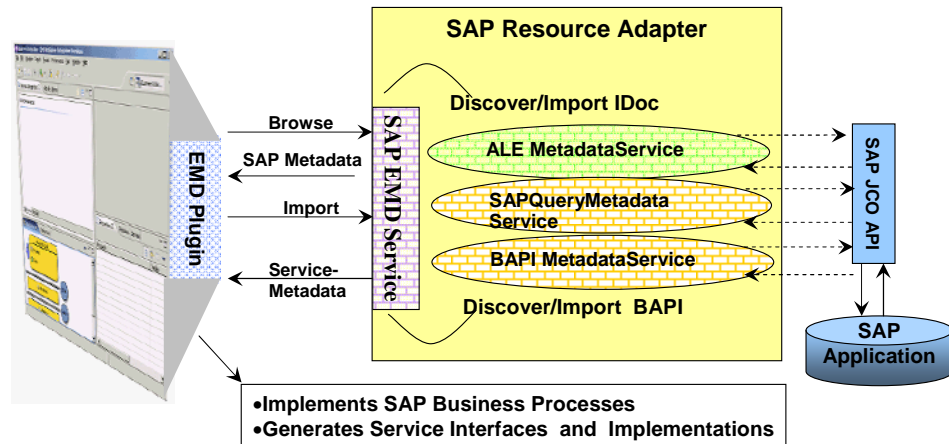 SAP Resource Adapter
Discover/Import IDoc
Browse
SAP Metadata
Import
Service-
Metadata
EMD Plugin
SAP EMD Service
ALE MetadataService
SAPQueryMetadata
Service
BAPI MetadataService
Discover/Import BAPI
SAP JCO API
SAP
Application
•Implements SAP Business Processes
•Generates Service Interfaces and Implementations